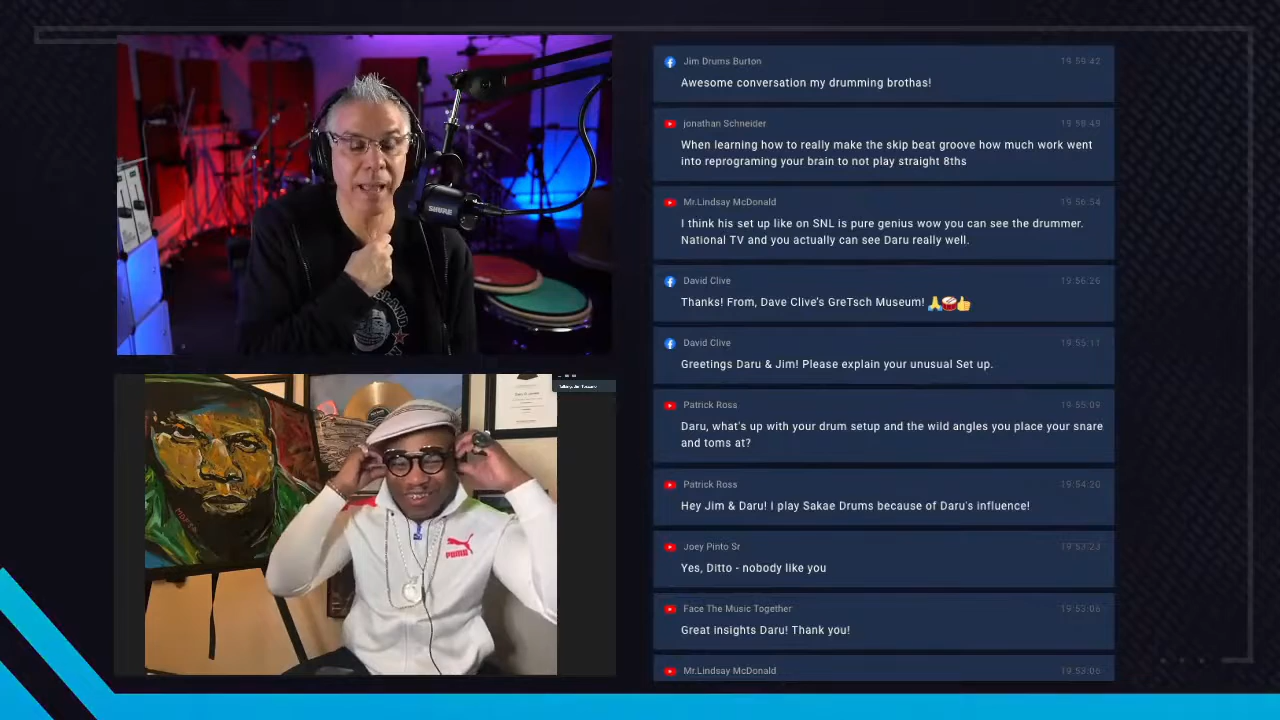 SHURE
ISLAND
Talking: Jim Toscano
PUMA
Jim Drums Burton 19:59:42
Awesome conversation my drumming brothas!
jonathan Schneider 19:58:49
When learning how to really make the skip beat groove how much work went
into reprograming your brain to not play straight 8ths
Mr.Lindsay McDonald 19:56:54
I think his set up like on SNL is pure genius wow you can see the drummer.
National TV and you actually can see Daru really well.
David Clive 19:56:26
Thanks! From, Dave Clive's GreTsch Museum! 🙏🥁👍
David Clive 19:55:11
Greetings Daru & Jim! Please explain your unusual Set up.
Patrick Ross 19:55:09
Daru, what's up with your drum setup and the wild angles you place your snare
and toms at?
Patrick Ross 19:54:20
Hey Jim & Daru! I play Sakae Drums because of Daru's influence!
Joey Pinto Sr 19:53:23
Yes, Ditto - nobody like you
Face The Music Together 19:53:06
Great insights Daru! Thank you!
Mr.Lindsay McDonald 19:53:06